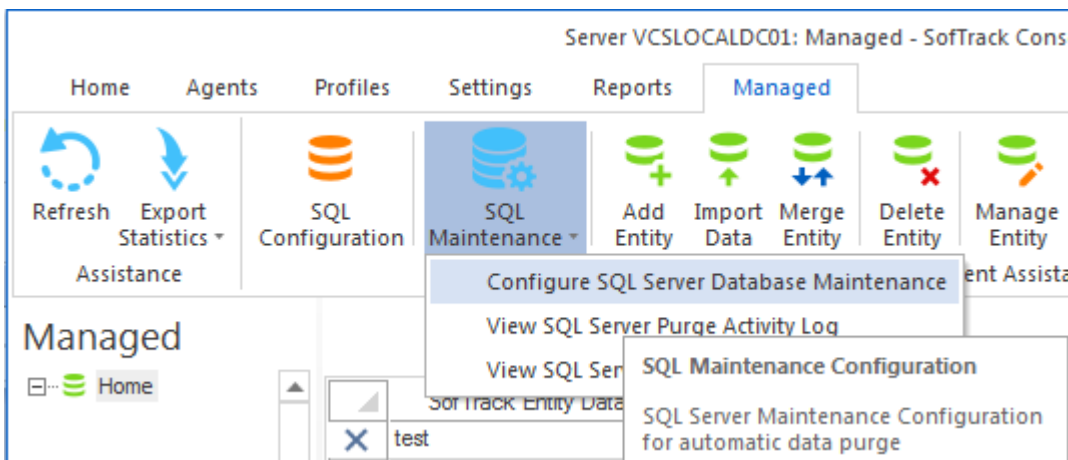 Server VCSLOCALDC01: Managed - SofTrack Cons
Home Agents Profiles Settings Reports Managed
Refresh
Export
Statistics
SQL
Configuration
SQL
Maintenance
Add
Entity
Import
Data
Merge
Entity
Delete
Entity
Manage
Entity
Assistance
ent Assista
Configure SQL Server Database Maintenance
View SQL Server Purge Activity Log
View SQL Ser
SQL Maintenance Configuration
SQL Server Maintenance Configuration
for automatic data purge
Managed
Home
SofTrack Entity Data
test